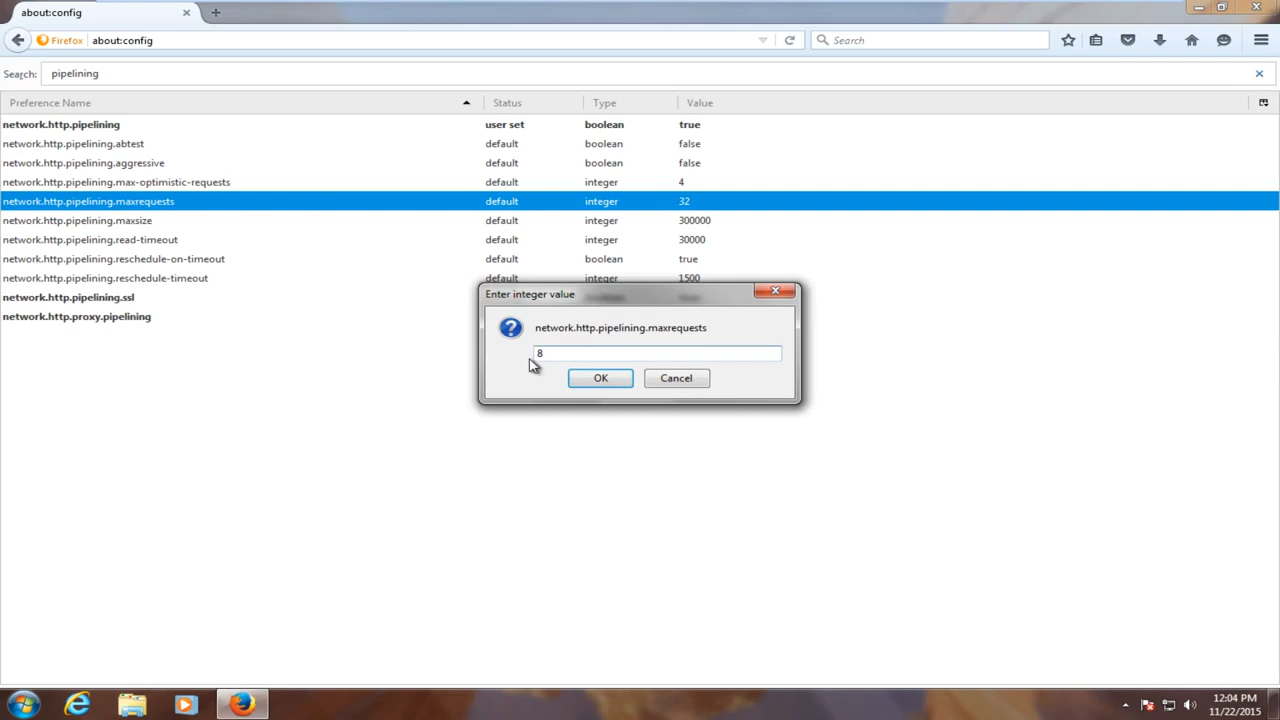 about:config
Firefox about:config Search
Search: pipelining
Preference Name Status Type Value
network.http.pipelining user set boolean true
network.http.pipelining.abtest default boolean false
network.http.pipelining.aggressive default boolean false
network.http.pipelining.max-optimistic-requests default integer 4
network.http.pipelining.maxrequests default integer 32
network.http.pipelining.maxsize default integer 300000
network.http.pipelining.read-timeout default integer 30000
network.http.pipelining.reschedule-on-timeout default boolean true
network.http.pipelining.reschedule-timeout default integer 1500
network.http.pipelining.ssl
network.http.proxy.pipelining
Enter integer value
network.http.pipelining.maxrequests
8
OK Cancel
12:04 PM
11/22/2015